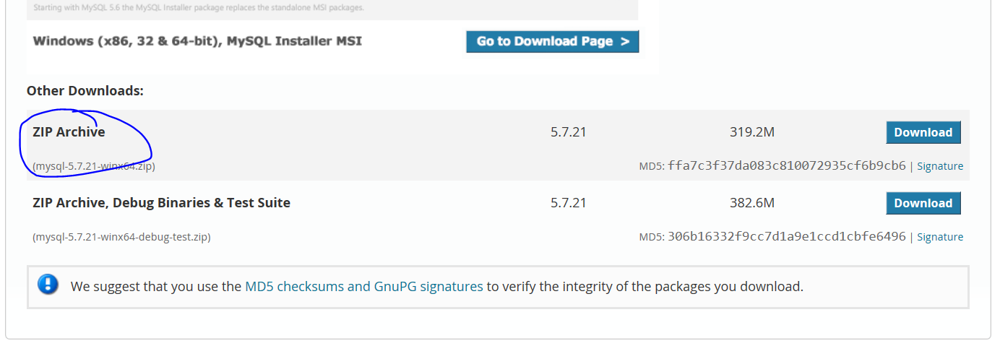 Starting with MySQL 5.6 the MySQL Installer package replaces the standalone MSI packages.
Windows (x86, 32 & 64-bit), MySQL Installer MSI Go to Download Page >
Other Downloads:
ZIP Archive 5.7.21 319.2M Download
(mysql-5.7.21-winx64.zip) MD5: ffa7c3f37da083c810072935cf6b9cb6 | Signature
ZIP Archive, Debug Binaries & Test Suite 5.7.21 382.6M Download
(mysql-5.7.21-winx64-debug-test.zip) MD5: 306b16332f9cc7d1a9e1ccd1cbfe6496 | Signature
We suggest that you use the MD5 checksums and GnuPG signatures to verify the integrity of the packages you download.